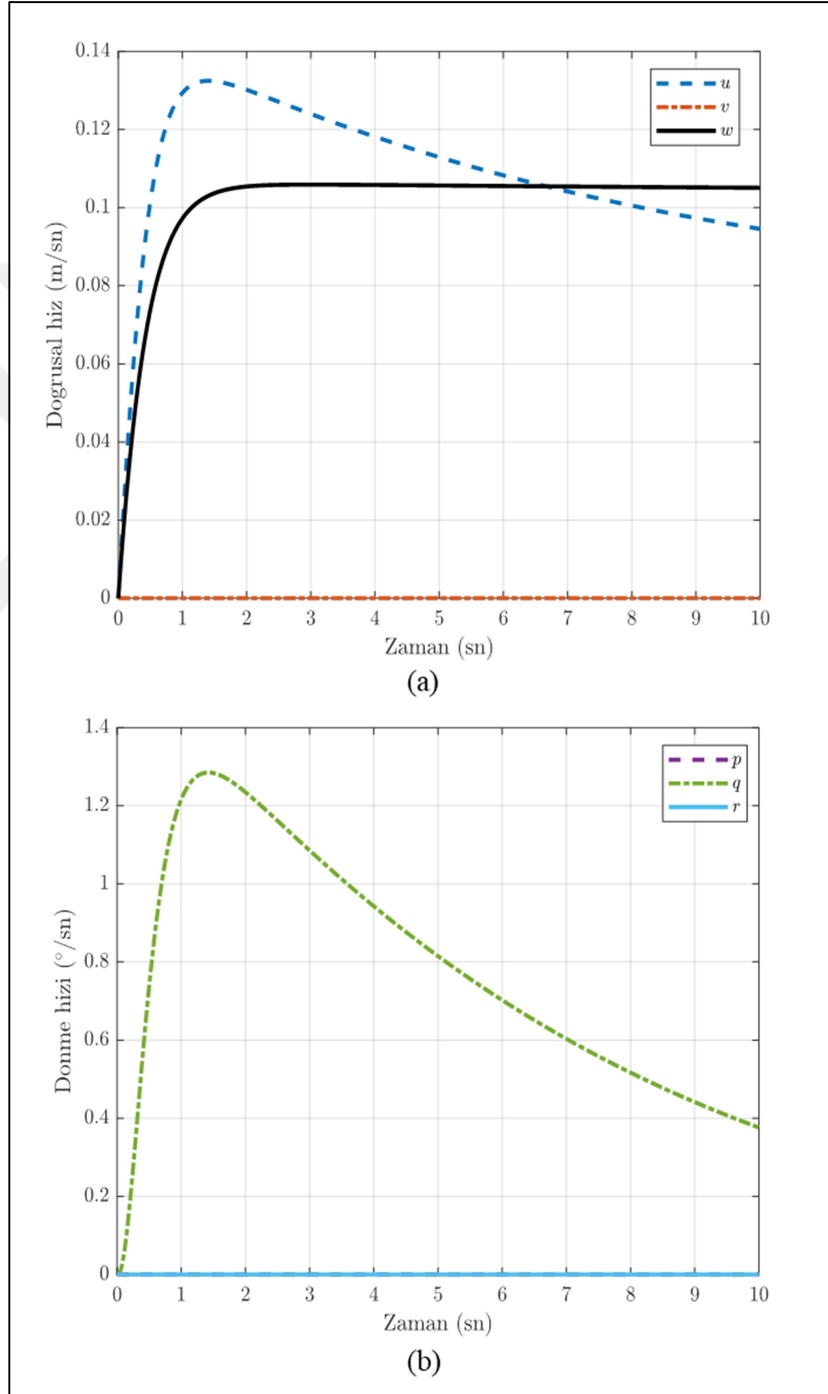 0.14
0.12
0.1
0.08
0.06
0.04
0.02
0
Dogrusal hiz (m/sn)
u
v
w
0 1 2 3 4 5 6 7 8 9 10
Zaman (sn)
(a)
1.4
1.2
1
0.8
0.6
0.4
0.2
0
Donme hizi (°/sn)
p
q
r
0 1 2 3 4 5 6 7 8 9 10
Zaman (sn)
(b)